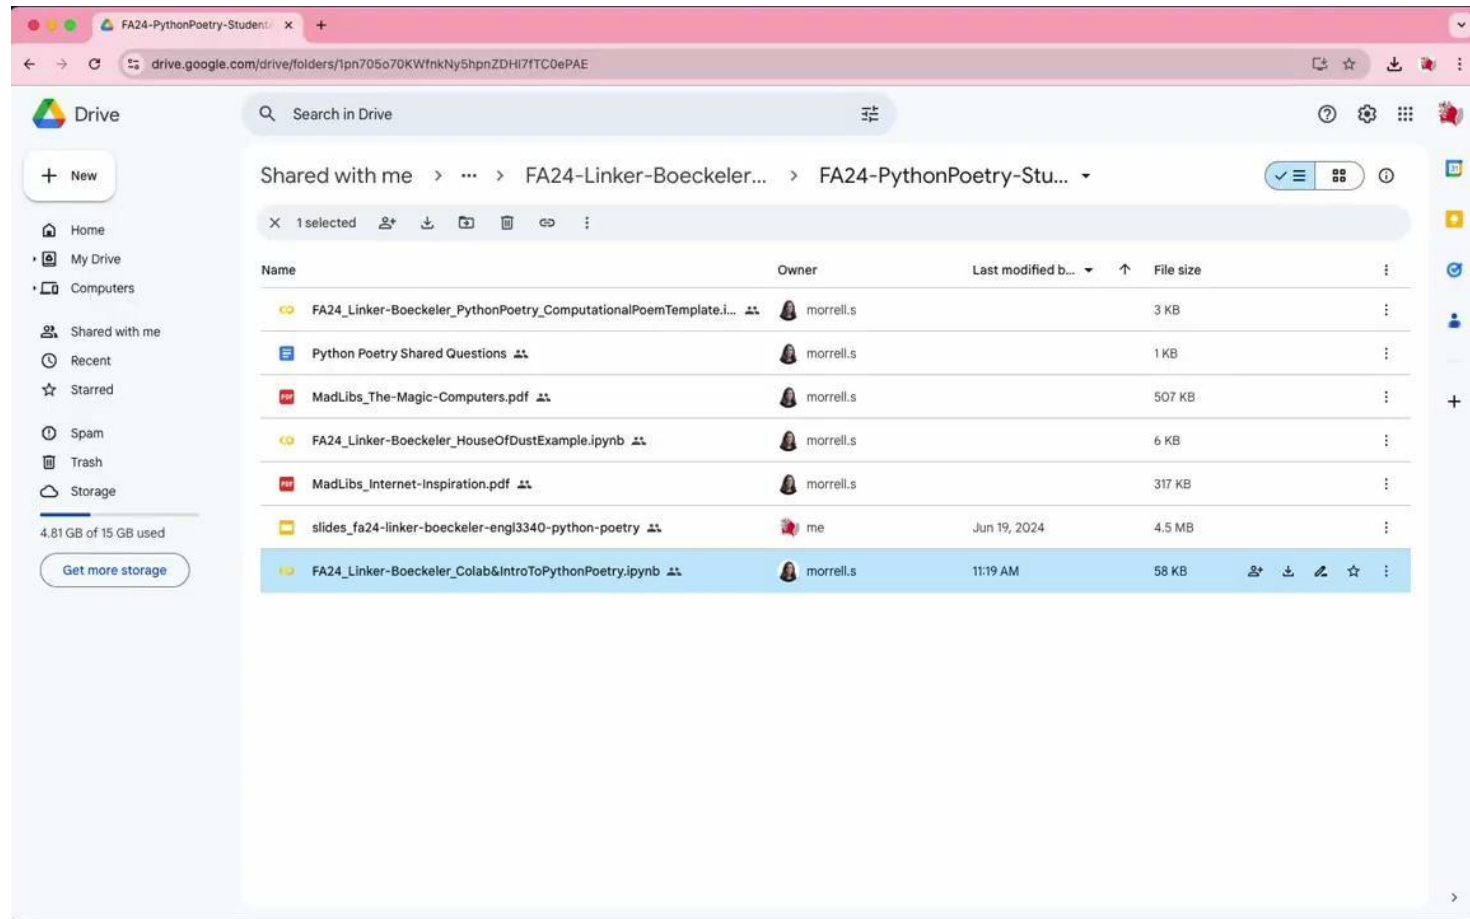 FA24-PythonPoetry-Student
drive.google.com/drive/folders/1pn705o70KWfnkNy5hpnZDHI7fTC0ePAE
Drive
Search in Drive
New
Shared with me > ... > FA24-Linker-Boeckeler... > FA24-PythonPoetry-Stu...
1 selected
Home
My Drive
Computers
Shared with me
Recent
Starred
Spam
Trash
Storage
4.81 GB of 15 GB used
Get more storage
Name Owner Last modified b... File size
FA24_Linker-Boeckeler_PythonPoetry_ComputationalPoemTemplate.i... morrell.s 3 KB
Python Poetry Shared Questions morrell.s 1 KB
MadLibs_The-Magic-Computers.pdf morrell.s 507 KB
FA24_Linker-Boeckeler_HouseOfDustExample.ipynb morrell.s 6 KB
MadLibs_Internet-Inspiration.pdf morrell.s 317 KB
slides_fa24-linker-boeckeler-engl3340-python-poetry me Jun 19, 2024 4.5 MB
FA24_Linker-Boeckeler_Colab&IntroToPythonPoetry.ipynb morrell.s 11:19 AM 58 KB